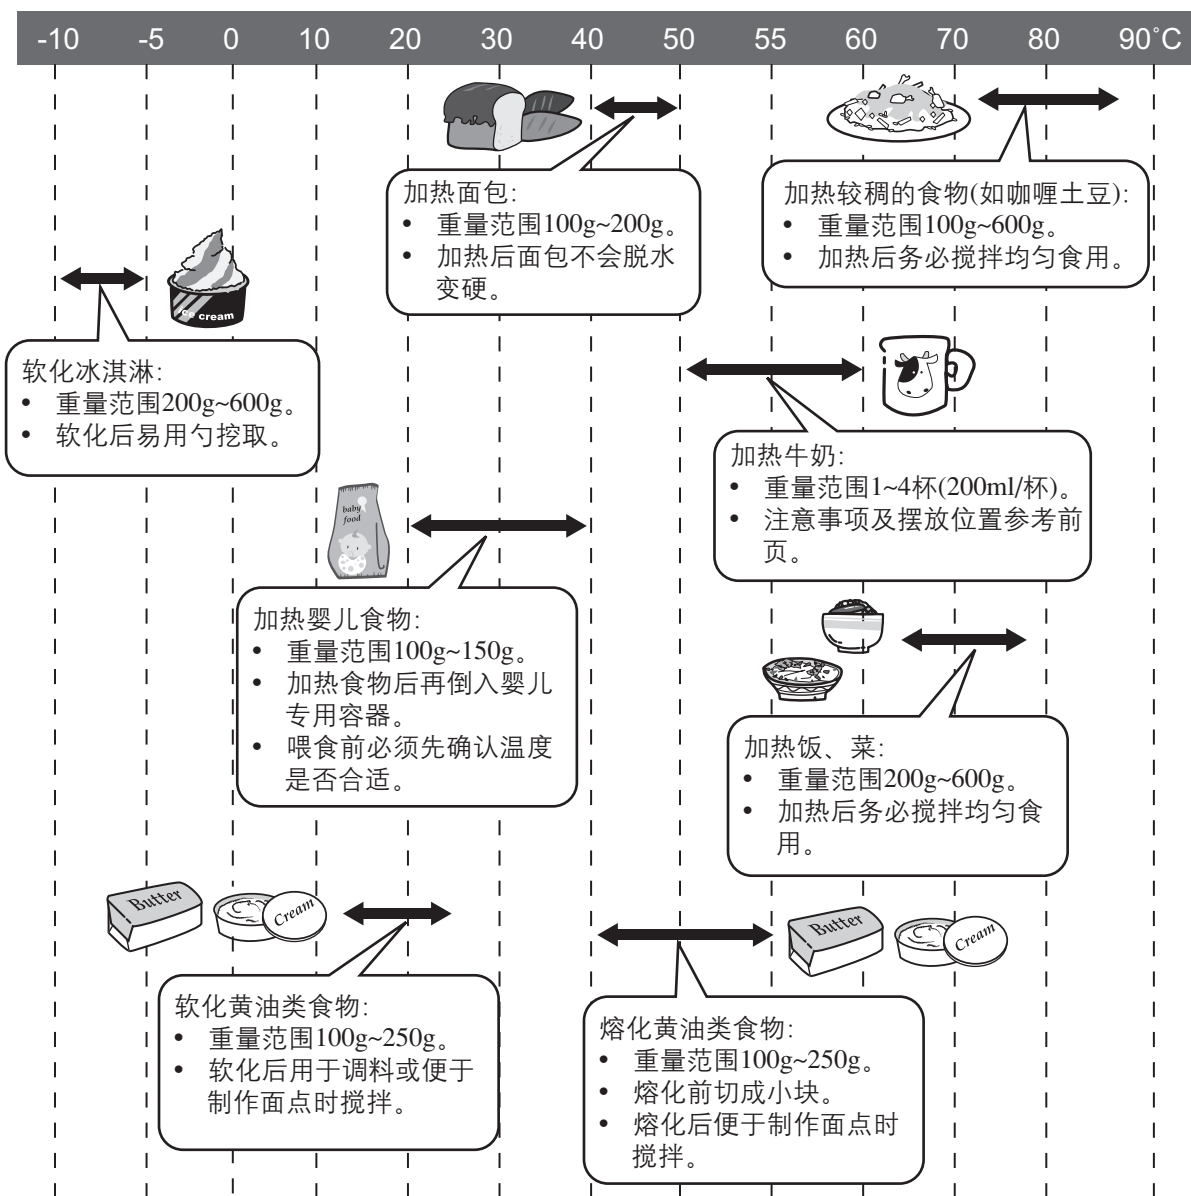 -10 -5 0 10 20 30 40 50 55 60 70 80 90˚C
加热面包:
• 重量范围100g~200g。
• 加热后面包不会脱水
变硬。
加热较稠的食物(如咖喱土豆):
• 重量范围100g~600g。
• 加热后务必搅拌均匀食用。
ice cream
软化冰淇淋:
• 重量范围200g~600g。
• 软化后易用勺挖取。
加热牛奶:
• 重量范围1~4杯(200ml/杯)。
• 注意事项及摆放位置参考前
页。
baby
food
加热婴儿食物:
• 重量范围100g~150g。
• 加热食物后再倒入婴儿
专用容器。
• 喂食前必须先确认温度
是否合适。
加热饭、菜:
• 重量范围200g~600g。
• 加热后务必搅拌均匀食
用。
Butter
Cream
软化黄油类食物:
• 重量范围100g~250g。
• 软化后用于调料或便于
制作面点时搅拌。
Butter
Cream
熔化黄油类食物:
• 重量范围100g~250g。
• 熔化前切成小块。
• 熔化后便于制作面点时
搅拌。